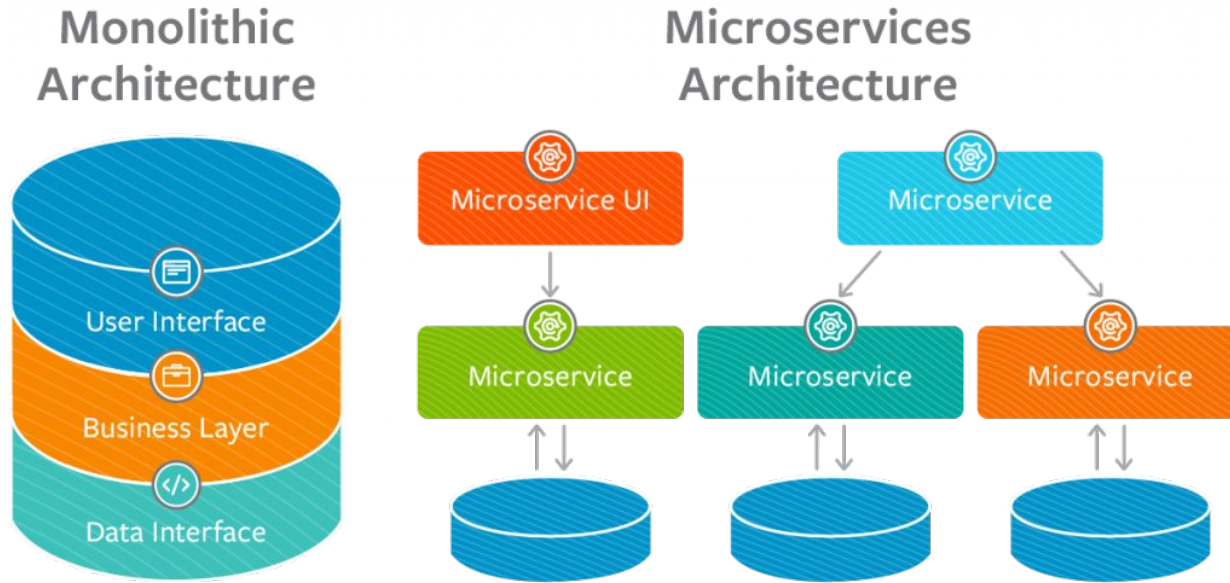 Monolithic
Architecture
User Interface
Business Layer
Data Interface
Microservices
Architecture
Microservice UI
Microservice
Microservice
Microservice
Microservice